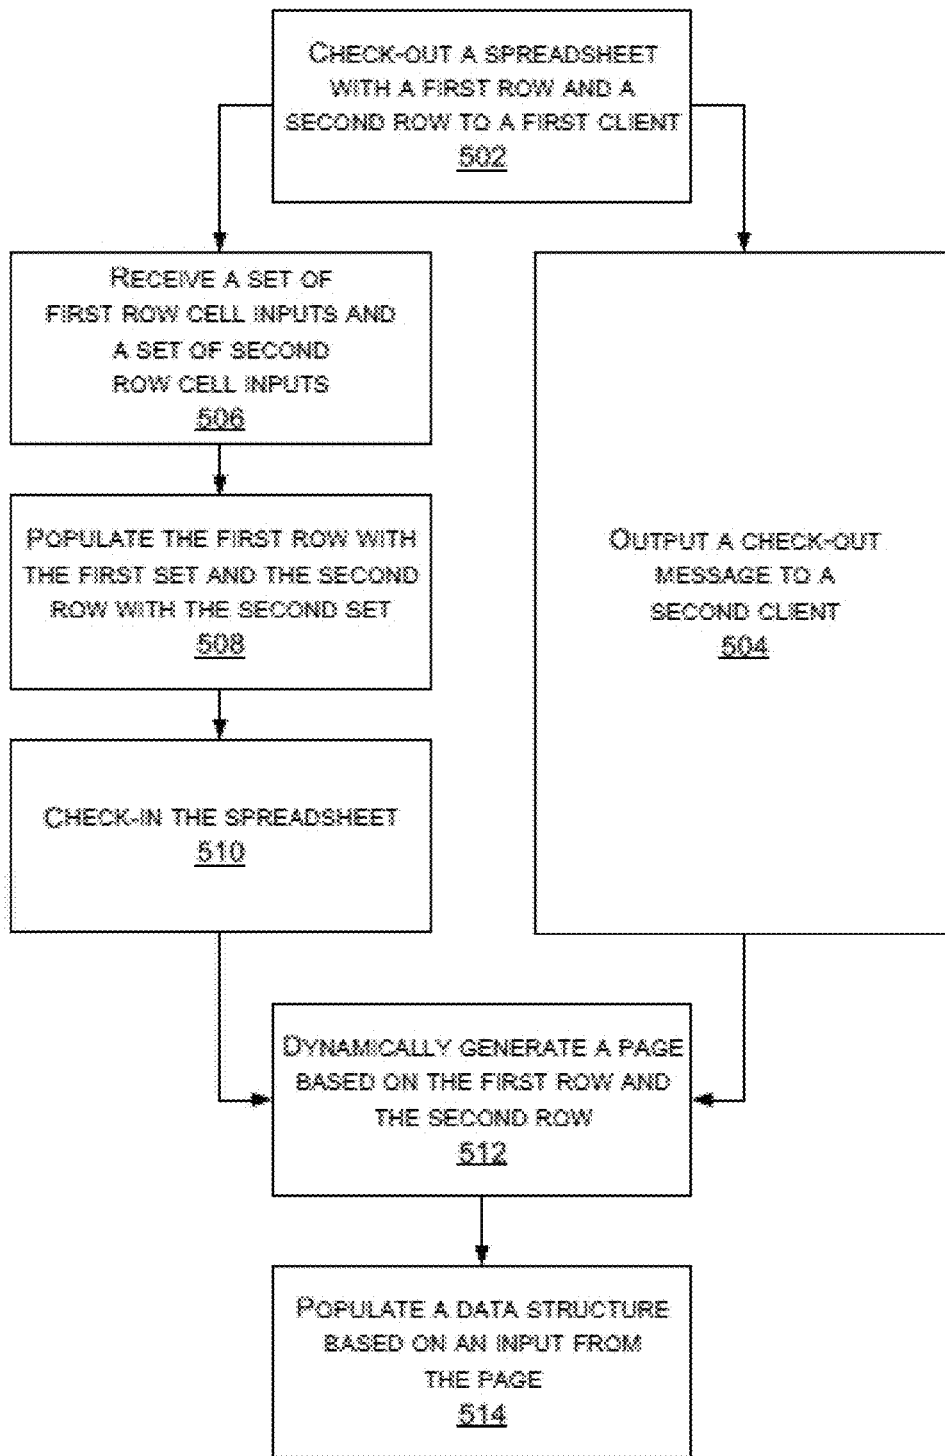 CHECK-OUT A SPREADSHEET
WITH A FIRST ROW AND A
SECOND ROW TO A FIRST CLIENT
502
RECEIVE A SET OF
FIRST ROW CELL INPUTS AND
A SET OF SECOND
ROW CELL INPUTS
506
POPULATE THE FIRST ROW WITH
THE FIRST SET AND THE SECOND
ROW WITH THE SECOND SET
508
CHECK-IN THE SPREADSHEET
510
OUTPUT A CHECK-OUT
MESSAGE TO A
SECOND CLIENT
504
DYNAMICALLY GENERATE A PAGE
BASED ON THE FIRST ROW AND
THE SECOND ROW
512
POPULATE A DATA STRUCTURE
BASED ON AN INPUT FROM
THE PAGE
514